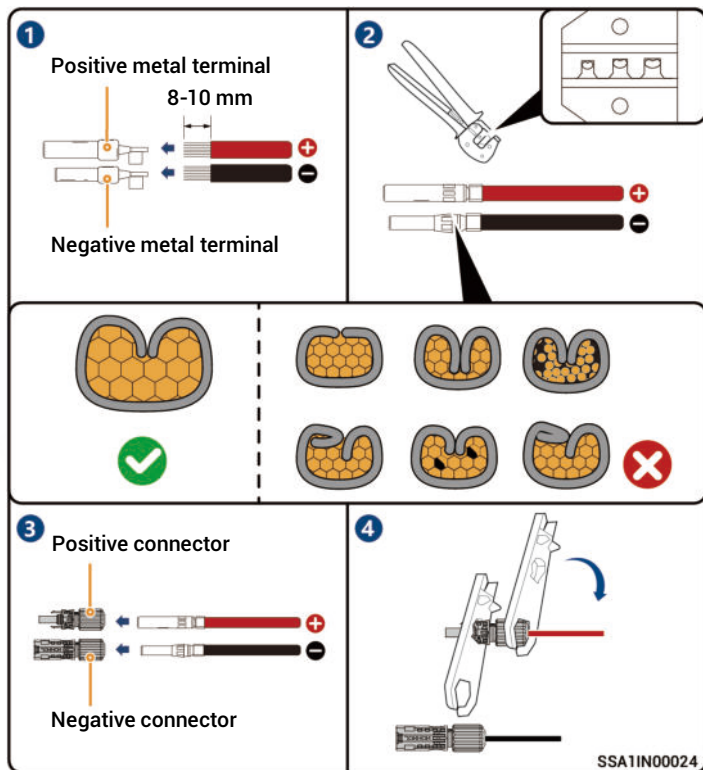 1
Positive metal terminal
8-10 mm
+
−
Negative metal terminal
2
+
−
3
Positive connector
+
−
Negative connector
4
SSA1IN00024